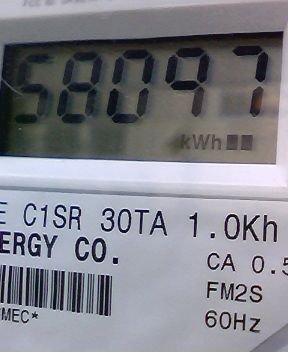 58097
kWh
E C1SR 30TA 1.0Kh
ERGY CO.
CA 0.5
FM2S
MEC*
60Hz